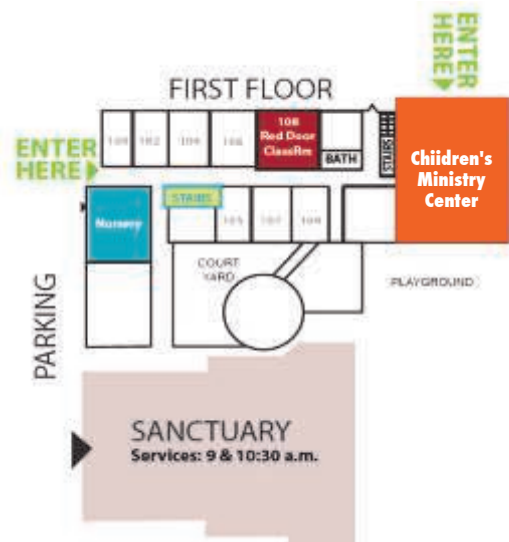 ENTER
HERE
FIRST FLOOR
100
102
104
106
108
Red Door
ClassRm
BATH
STAIRS
Chiidren's
Ministry
Center
ENTER
HERE
STAIRS
105
107
109
Nursery
COURT
YARD
PLAYGROUND
PARKING
SANCTUARY
Services: 9 & 10:30 a.m.